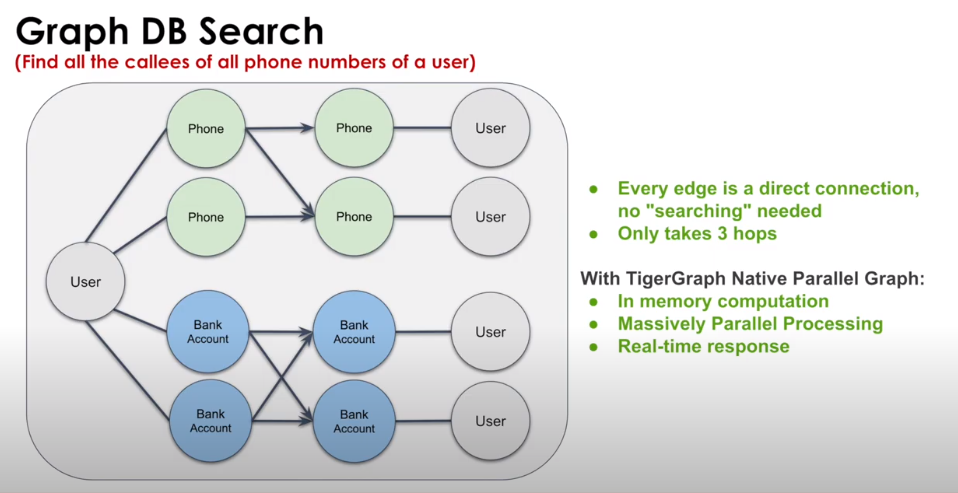 Graph DB Search
(Find all the callees of all phone numbers of a user)
Phone
Phone
User
Phone
Phone
User
User
Bank
Account
Bank
Account
User
Bank
Account
Bank
Account
User
● Every edge is a direct connection,
no "searching" needed
● Only takes 3 hops
With TigerGraph Native Parallel Graph:
● In memory computation
● Massively Parallel Processing
● Real-time response